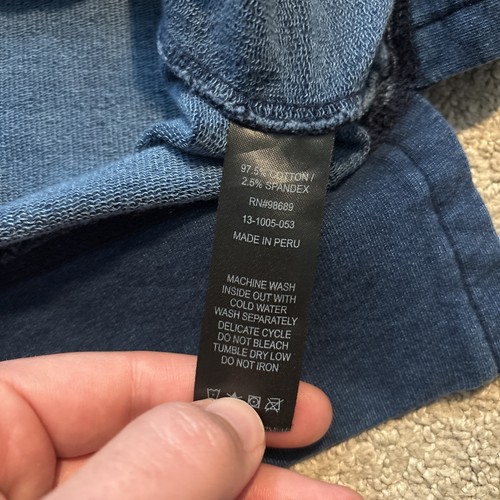 97.5% COTTON /
2.5% SPANDEX
RN#98689
13-1005-053
MADE IN PERU
MACHINE WASH
INSIDE OUT WITH
COLD WATER
WASH SEPARATELY
DELICATE CYCLE
DO NOT BLEACH
TUMBLE DRY LOW
DO NOT IRON